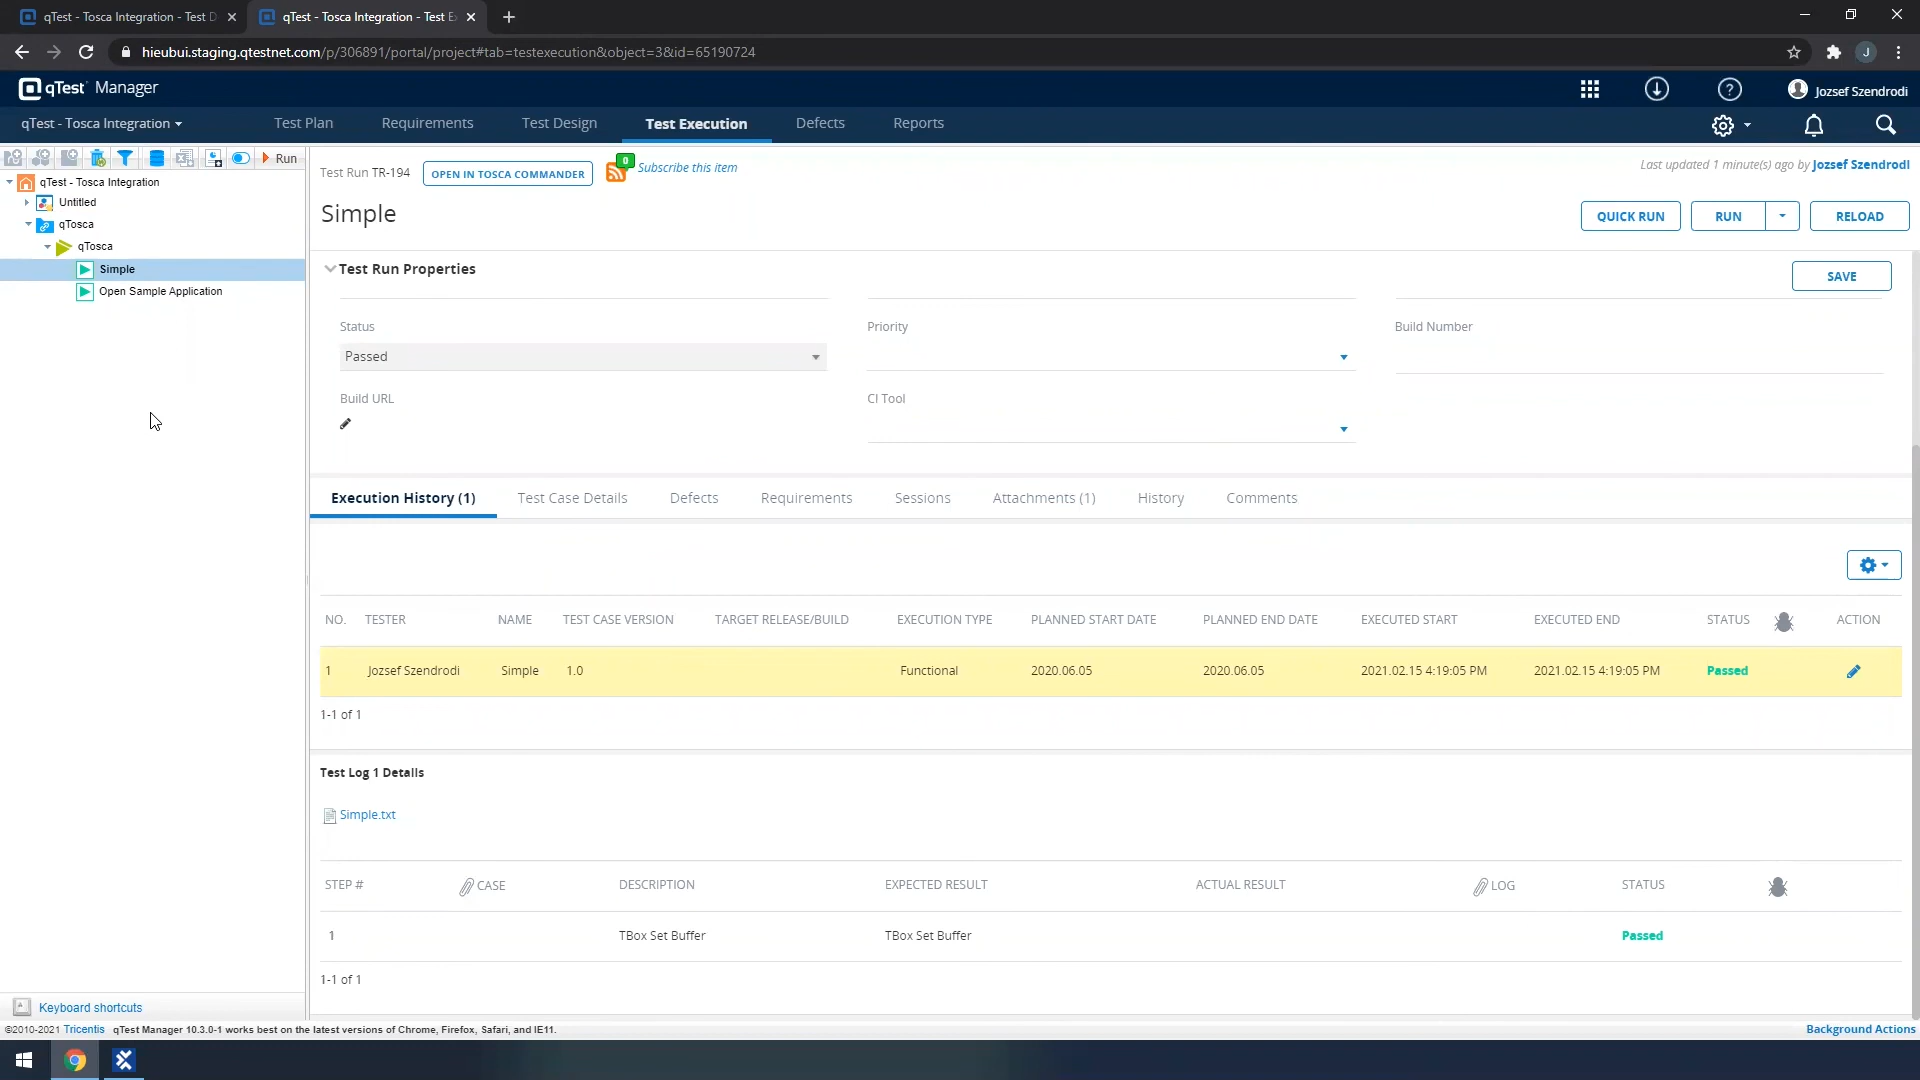 qTest - Tosca Integration - Test D
qTest - Tosca Integration - Test E
hieubui.staging.qtestnet.com/p/306891/portal/project#tab=testexecution&object=3&id=65190724
J
qTest Manager
?
Jozsef Szendrodi
qTest - Tosca Integration
Test Plan
Requirements
Test Design
Test Execution
Defects
Reports
Run
qTest - Tosca Integration
Untitled
qTosca
qTosca
Simple
Open Sample Application
Test Run TR-194
OPEN IN TOSCA COMMANDER
0
Subscribe this item
Last updated 1 minute(s) ago by Jozsef Szendrodi
Simple
QUICK RUN
RUN
RELOAD
Test Run Properties
SAVE
Status
Priority
Build Number
Passed
Build URL
CI Tool
Execution History (1)
Test Case Details
Defects
Requirements
Sessions
Attachments (1)
History
Comments
NO. TESTER NAME TEST CASE VERSION TARGET RELEASE/BUILD EXECUTION TYPE PLANNED START DATE PLANNED END DATE EXECUTED START EXECUTED END STATUS ACTION
1 Jozsef Szendrodi Simple 1.0 Functional 2020.06.05 2020.06.05 2021.02.15 4:19:05 PM 2021.02.15 4:19:05 PM Passed
1-1 of 1
Test Log 1 Details
Simple.txt
STEP # CASE DESCRIPTION EXPECTED RESULT ACTUAL RESULT LOG STATUS
1 TBox Set Buffer TBox Set Buffer Passed
1-1 of 1
Keyboard shortcuts
©2010-2021 Tricentis qTest Manager 10.3.0-1 works best on the latest versions of Chrome, Firefox, Safari, and IE11.
Background Actions